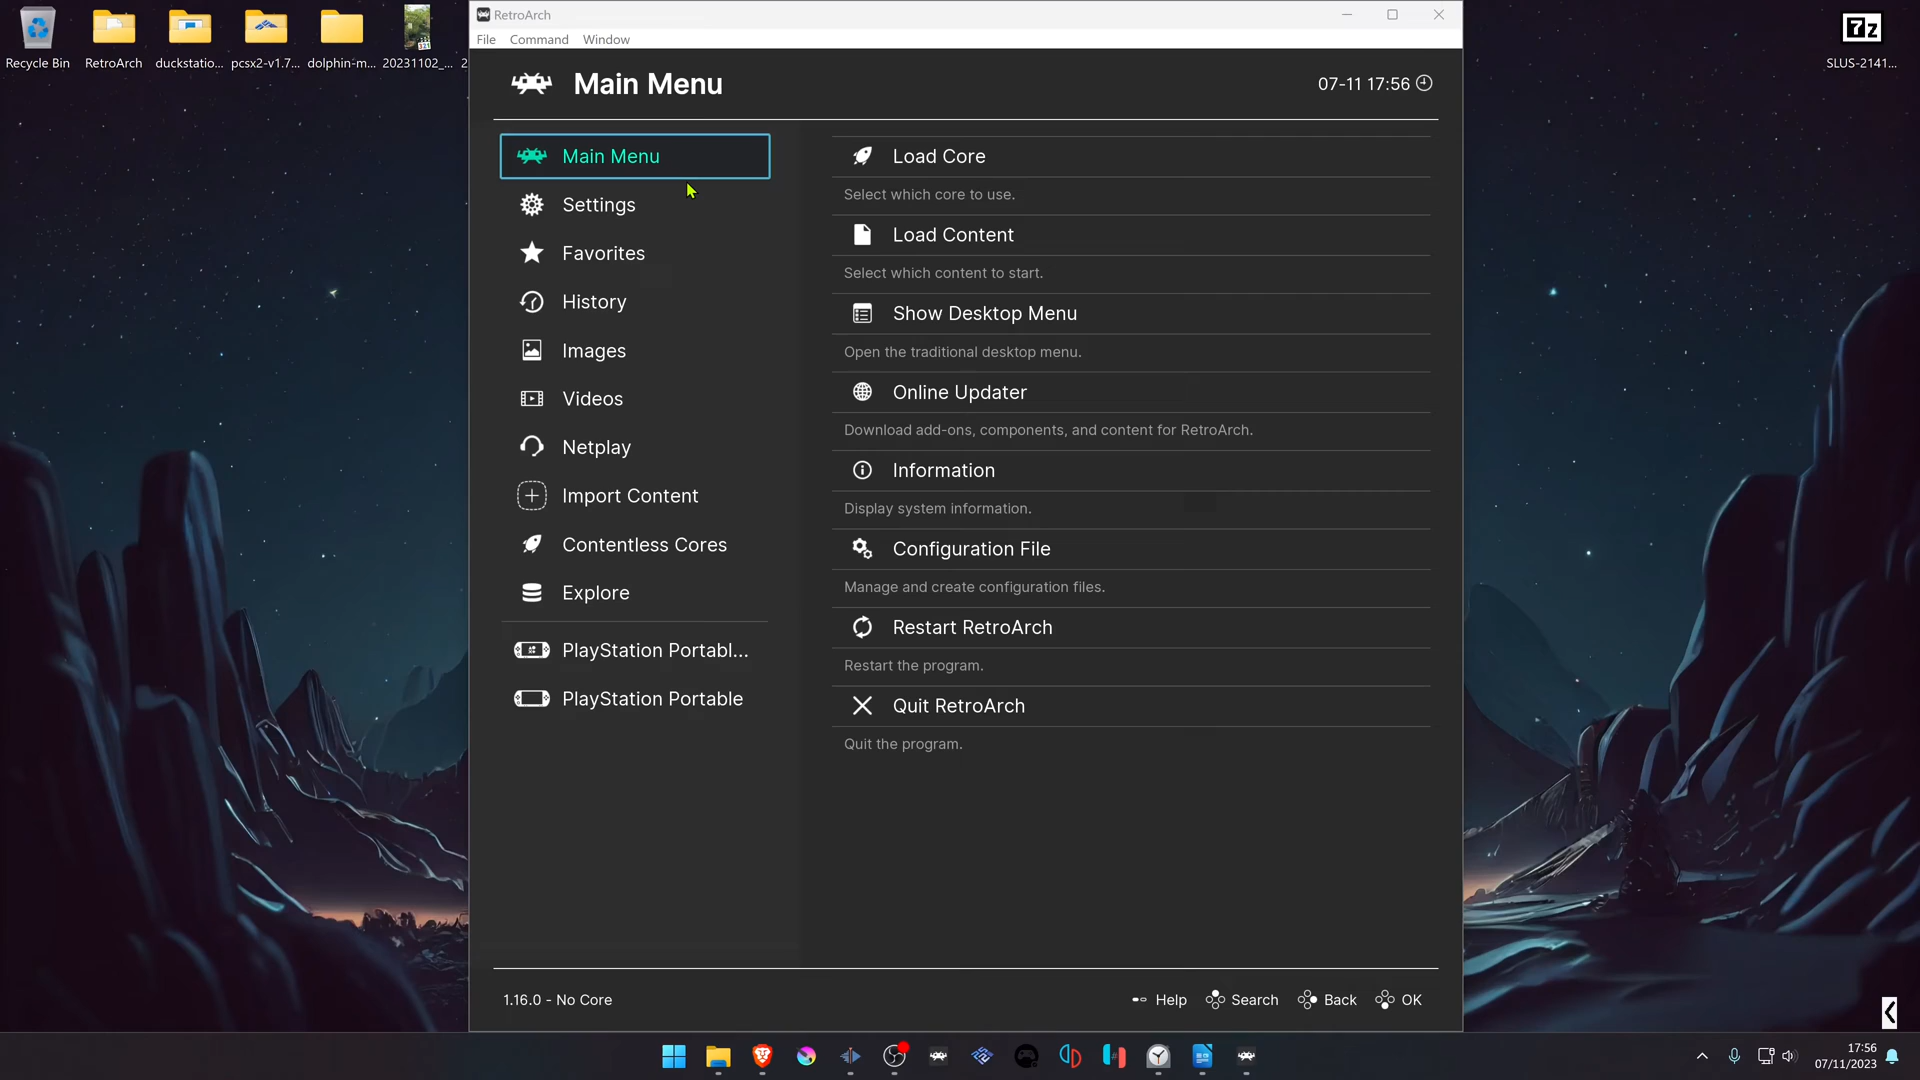 Recycle Bin
RetroArch
duckstatio...
pcsx2-v1.7...
dolphin-m...
20231102_...
2
7z
SLUS-2141...
RetroArch
File Command Window
Main Menu
07-11 17:56
Main Menu
Settings
Favorites
History
Images
Videos
Netplay
Import Content
Contentless Cores
Explore
PlayStation Portabl...
PlayStation Portable
Load Core
Select which core to use.
Load Content
Select which content to start.
Show Desktop Menu
Open the traditional desktop menu.
Online Updater
Download add-ons, components, and content for RetroArch.
Information
Display system information.
Configuration File
Manage and create configuration files.
Restart RetroArch
Restart the program.
Quit RetroArch
Quit the program.
1.16.0 - No Core
Help Search Back OK
17:56
07/11/2023